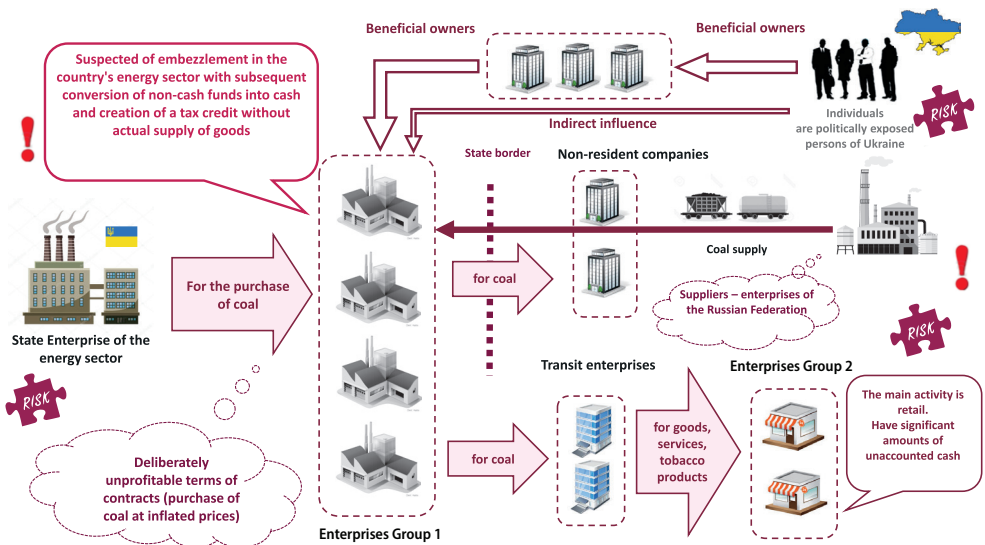 Beneficial owners
Beneficial owners
Suspected of embezzlement in the
country's energy sector with subsequent
conversion of non-cash funds into cash
and creation of a tax credit without
actual supply of goods
Individuals
are politically exposed
persons of Ukraine
RISK
Indirect influence
State border
Non-resident companies
Coal supply
For the purchase
of coal
for coal
Suppliers – enterprises of
the Russian Federation
State Enterprise of the
energy sector
RISK
RISK
Transit enterprises
Enterprises Group 2
The main activity is
retail.
Have significant
amounts of
unaccounted cash
for goods,
services,
tobacco
products
for coal
Deliberately
unprofitable terms of
contracts (purchase of
coal at inflated prices)
Enterprises Group 1